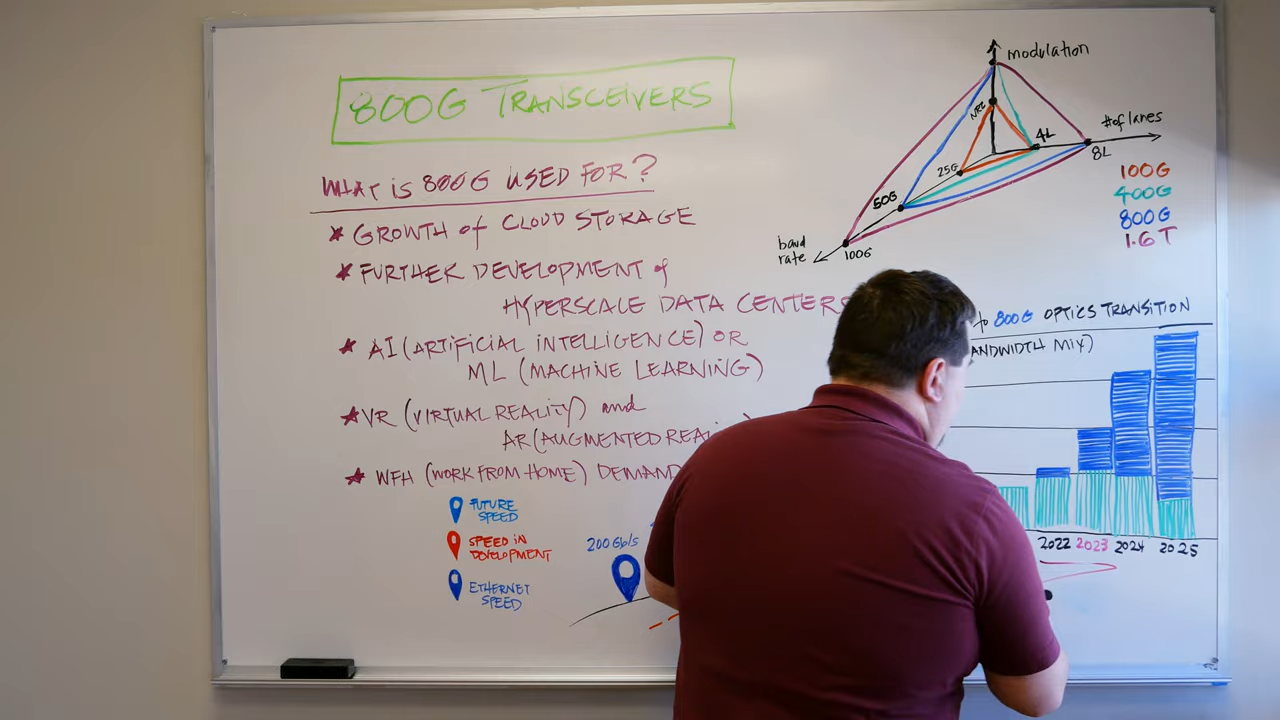 800G TRANSCEIVERS
WHAT is 800G USED FOR?
* GROWTH of CLOUD STORAGE
* FURTHER DEVELOPMENT of
HYPERSCALE DATA CENTERS
* AI (ARTIFICIAL INTELLIGENCE) OR
ML (MACHINE LEARNING)
* VR (VIRTUAL REALITY) and
AR (AUGMENTED REAL
* WFH (WORK FROM HOME) DEMAND
FUTURE
SPEED
SPEED IN
DEVELOPMENT
ETHERNET
SPEED
200 Gb/s
modulation
NRZ
# of lanes
4L
8L
25G
50G
100G
baud
rate
100G
400G
800G
1.6T
to 800G OPTICS TRANSITION
ANDWIDTH MIX)
2022 2023 2024 2025